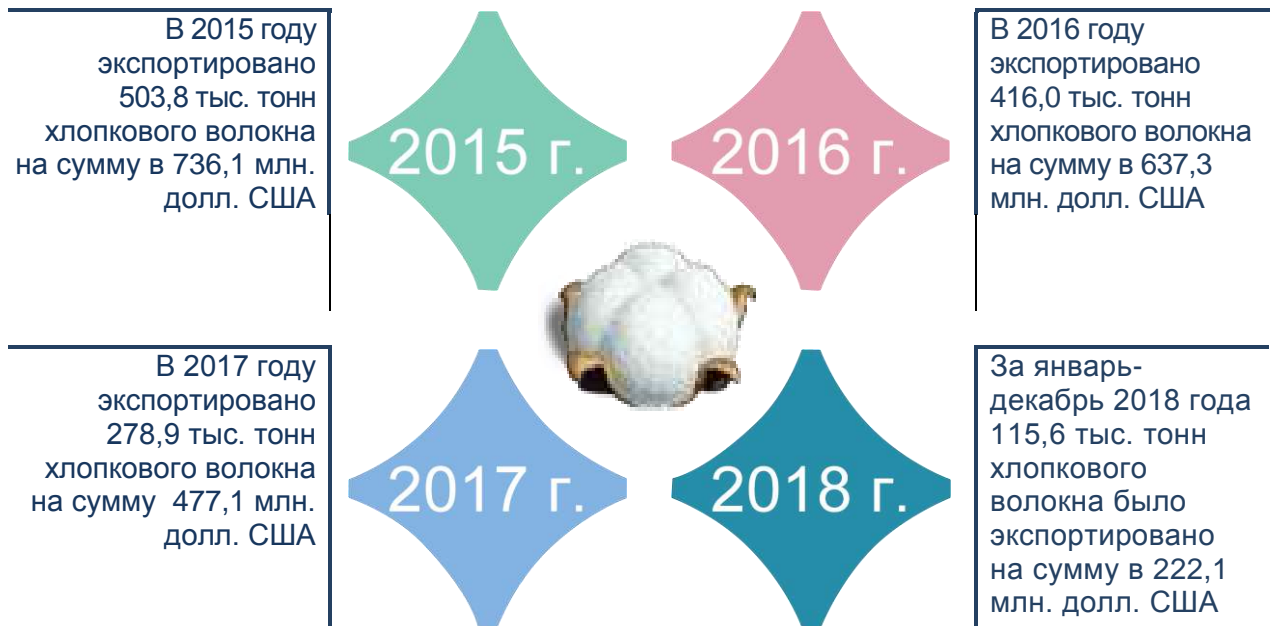 В 2015 году
экспортировано
503,8 тыс. тонн
хлопкового волокна
на сумму в 736,1 млн.
долл. США
2015 г.
2016 г.
В 2016 году
экспортировано
416,0 тыс. тонн
хлопкового волокна
на сумму в 637,3
млн. долл. США
В 2017 году
экспортировано
278,9 тыс. тонн
хлопкового волокна
на сумму 477,1 млн.
долл. США
2017 г.
2018 г.
За январь-
декабрь 2018 года
115,6 тыс. тонн
хлопкового
волокна было
экспортировано
на сумму в 222,1
млн. долл. США